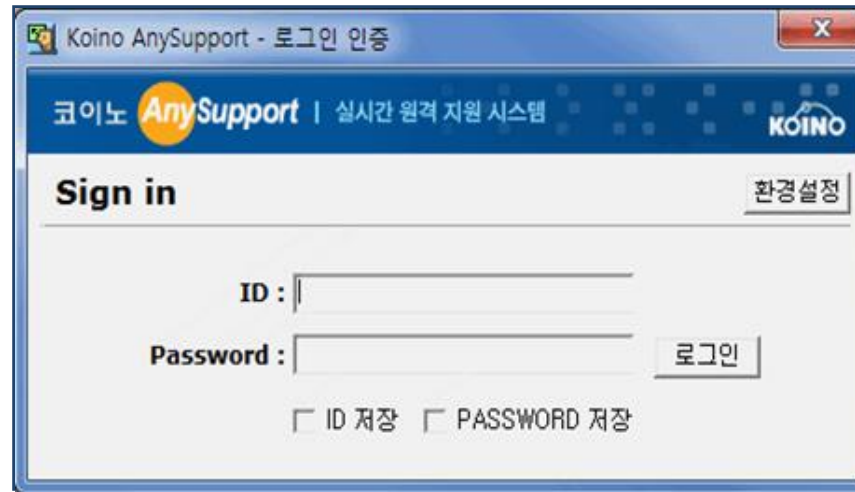 Koino AnySupport - 로그인 인증
코이노 AnySupport | 실시간 원격 지원 시스템
KOINO
Sign in
환경설정
ID :
Password :
로그인
ID 저장 PASSWORD 저장